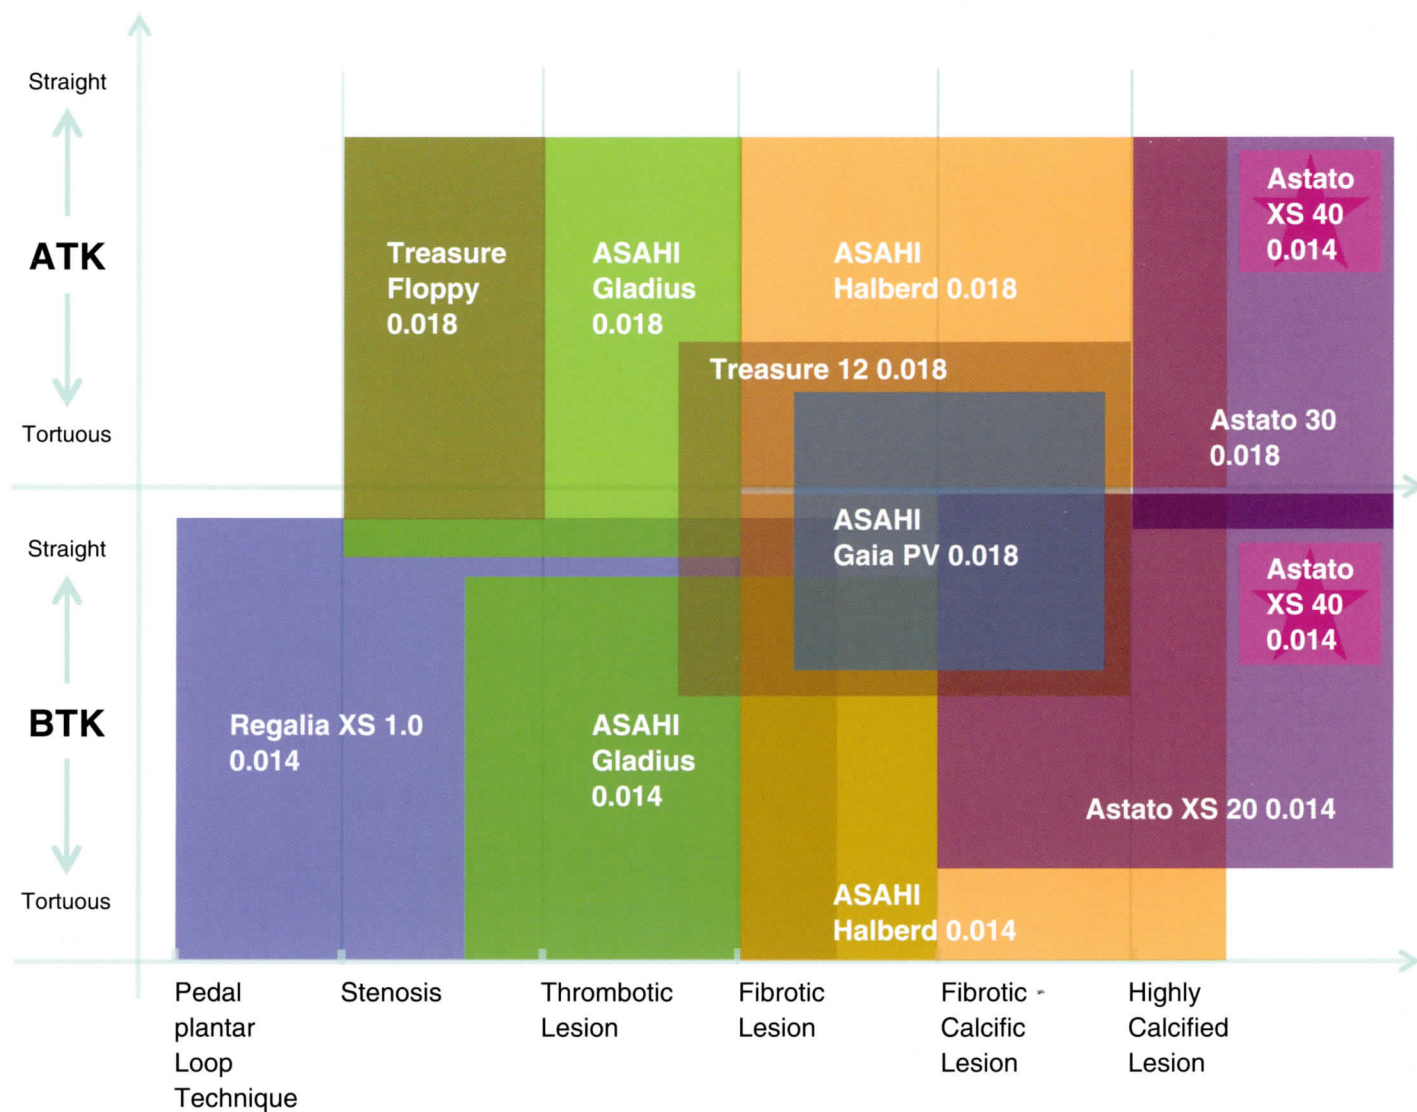 Straight
ATK
Tortuous
Straight
BTK
Tortuous
Treasure
Floppy
0.018
ASAHI
Gladius
0.018
ASAHI
Halberd 0.018
Astato
XS 40
0.014
Treasure 12 0.018
Astato 30
0.018
ASAHI
Gaia PV 0.018
Astato
XS 40
0.014
Regalia XS 1.0
0.014
ASAHI
Gladius
0.014
Astato XS 20 0.014
ASAHI
Halberd 0.014
Pedal
plantar
Loop
Technique
Stenosis
Thrombotic
Lesion
Fibrotic
Lesion
Fibrotic -
Calcific
Lesion
Highly
Calcified
Lesion